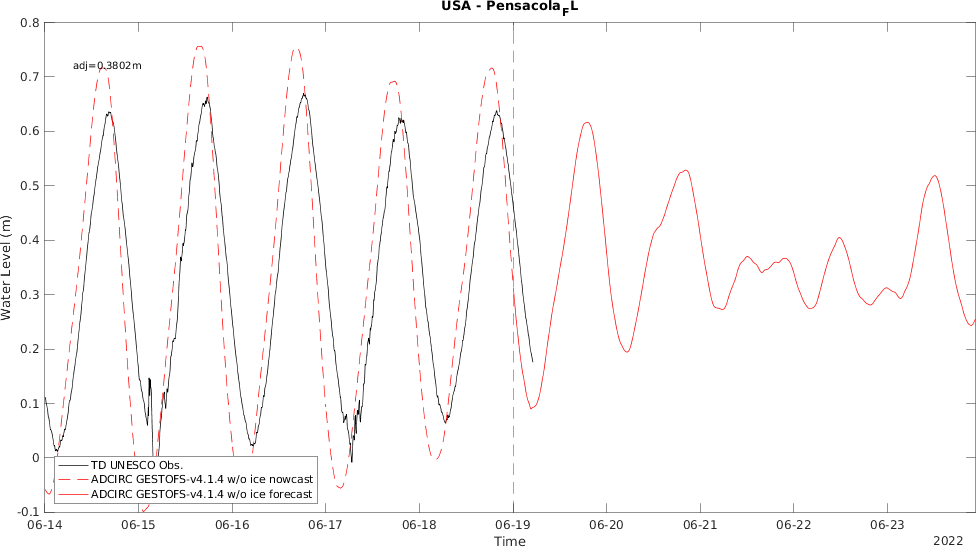 USA - Pensacola_FL
0.8
0.7
0.6
0.5
0.4
0.3
0.2
0.1
0
-0.1
Water Level (m)
adj=0.3802m
TD UNESCO Obs.
ADCIRC GESTOFS-v4.1.4 w/o ice nowcast
ADCIRC GESTOFS-v4.1.4 w/o ice forecast
06-14 06-15 06-16 06-17 06-18 06-19 06-20 06-21 06-22 06-23
Time
2022